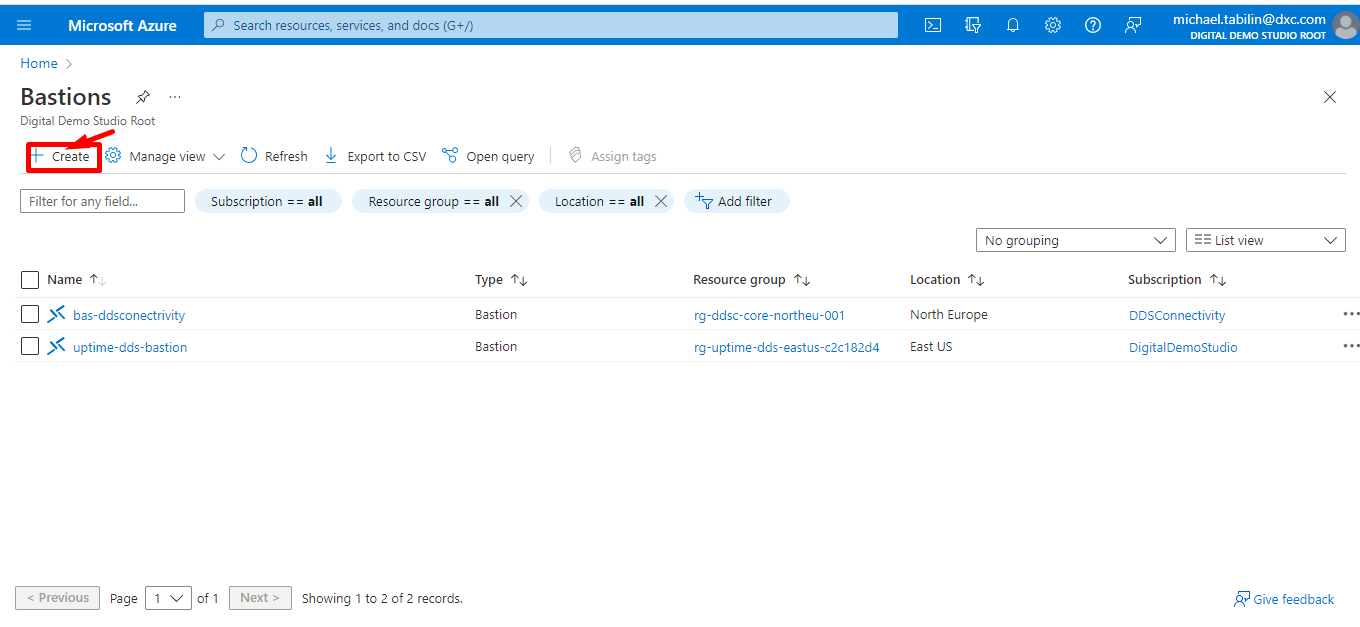 Microsoft Azure
Search resources, services, and docs (G+/)
michael.tabilin@dxc.com
DIGITAL DEMO STUDIO ROOT
Home
Bastions
Digital Demo Studio Root
Create Manage view Refresh Export to CSV Open query Assign tags
Filter for any field... Subscription == all Resource group == all Location == all Add filter
No grouping List view
Name Type Resource group Location Subscription
bas-ddsconectrivity Bastion rg-ddsc-core-northeu-001 North Europe DDSConnectivity
uptime-dds-bastion Bastion rg-uptime-dds-eastus-c2c182d4 East US DigitalDemoStudio
< Previous Page 1 of 1 Next > Showing 1 to 2 of 2 records. Give feedback